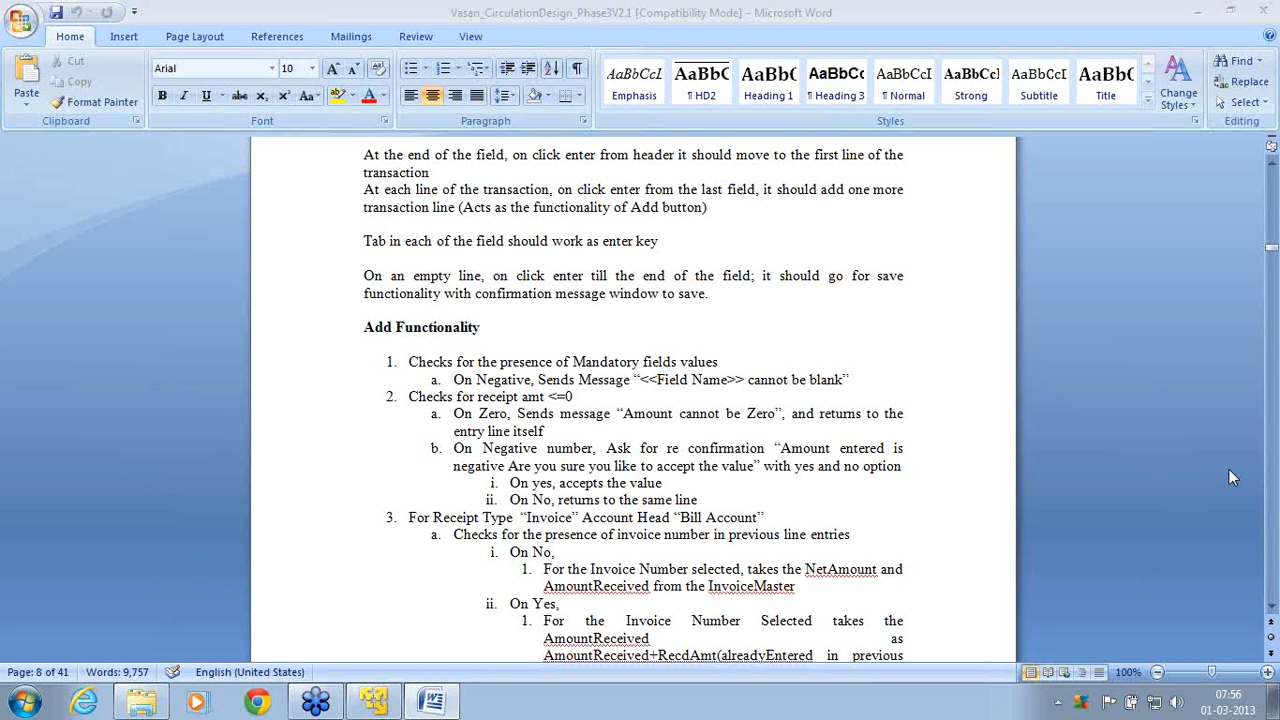 Vasan_CirculationDesign_Phase3V2.1 [Compatibility Mode] - Microsoft Word
Home Insert Page Layout References Mailings Review View
Paste Cut Copy Format Painter
Clipboard
Arial 10
B I U abc X₂ X² Aa
Font
Paragraph
AaBbCcI AaBbC AaBbC AaBbCc AaBbCcI AaBbCcI AaBbCcI AaBb(
Emphasis ¶ HD2 Heading 1 ¶ Heading 3 ¶ Normal Strong Subtitle Title
Styles
Change Styles
Find
Replace
Select
Editing
At the end of the field, on click enter from header it should move to the first line of the
transaction
At each line of the transaction, on click enter from the last field, it should add one more
transaction line (Acts as the functionality of Add button)
Tab in each of the field should work as enter key
On an empty line, on click enter till the end of the field; it should go for save
functionality with confirmation message window to save.
Add Functionality
1. Checks for the presence of Mandatory fields values
a. On Negative, Sends Message “<<Field Name>> cannot be blank”
2. Checks for receipt amt <=0
a. On Zero, Sends message “Amount cannot be Zero”, and returns to the
entry line itself
b. On Negative number, Ask for re confirmation “Amount entered is
negative Are you sure you like to accept the value” with yes and no option
i. On yes, accepts the value
ii. On No, returns to the same line
3. For Receipt Type “Invoice” Account Head “Bill Account”
a. Checks for the presence of invoice number in previous line entries
i. On No,
1. For the Invoice Number selected, takes the NetAmount and
AmountReceived from the InvoiceMaster
ii. On Yes,
1. For the Invoice Number Selected takes the
AmountReceived as
AmountReceived+RecdAmt(alreadyEntered in previous
Page: 8 of 41 Words: 9,757 English (United States) 100%
07:56
01-03-2013